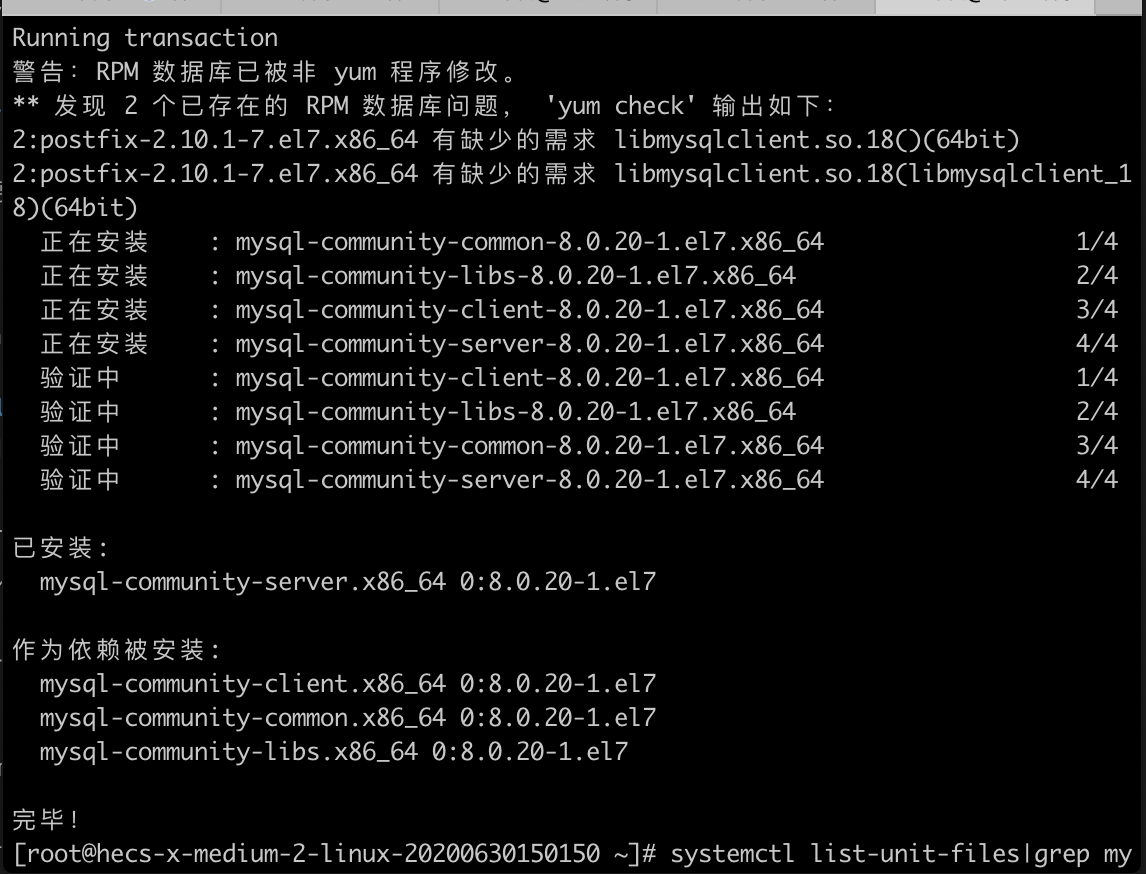 Running transaction
警告：RPM 数据库已被非 yum 程序修改。
** 发现 2 个已存在的 RPM 数据库问题， 'yum check' 输出如下：
2:postfix-2.10.1-7.el7.x86_64 有缺少的需求 libmysqlclient.so.18()(64bit)
2:postfix-2.10.1-7.el7.x86_64 有缺少的需求 libmysqlclient.so.18(libmysqlclient_1
8)(64bit)
正在安装 : mysql-community-common-8.0.20-1.el7.x86_64 1/4
正在安装 : mysql-community-libs-8.0.20-1.el7.x86_64 2/4
正在安装 : mysql-community-client-8.0.20-1.el7.x86_64 3/4
正在安装 : mysql-community-server-8.0.20-1.el7.x86_64 4/4
验证中 : mysql-community-client-8.0.20-1.el7.x86_64 1/4
验证中 : mysql-community-libs-8.0.20-1.el7.x86_64 2/4
验证中 : mysql-community-common-8.0.20-1.el7.x86_64 3/4
验证中 : mysql-community-server-8.0.20-1.el7.x86_64 4/4
已安装:
mysql-community-server.x86_64 0:8.0.20-1.el7
作为依赖被安装:
mysql-community-client.x86_64 0:8.0.20-1.el7
mysql-community-common.x86_64 0:8.0.20-1.el7
mysql-community-libs.x86_64 0:8.0.20-1.el7
完毕！
[root@hecs-x-medium-2-linux-20200630150150 ~]# systemctl list-unit-files|grep my